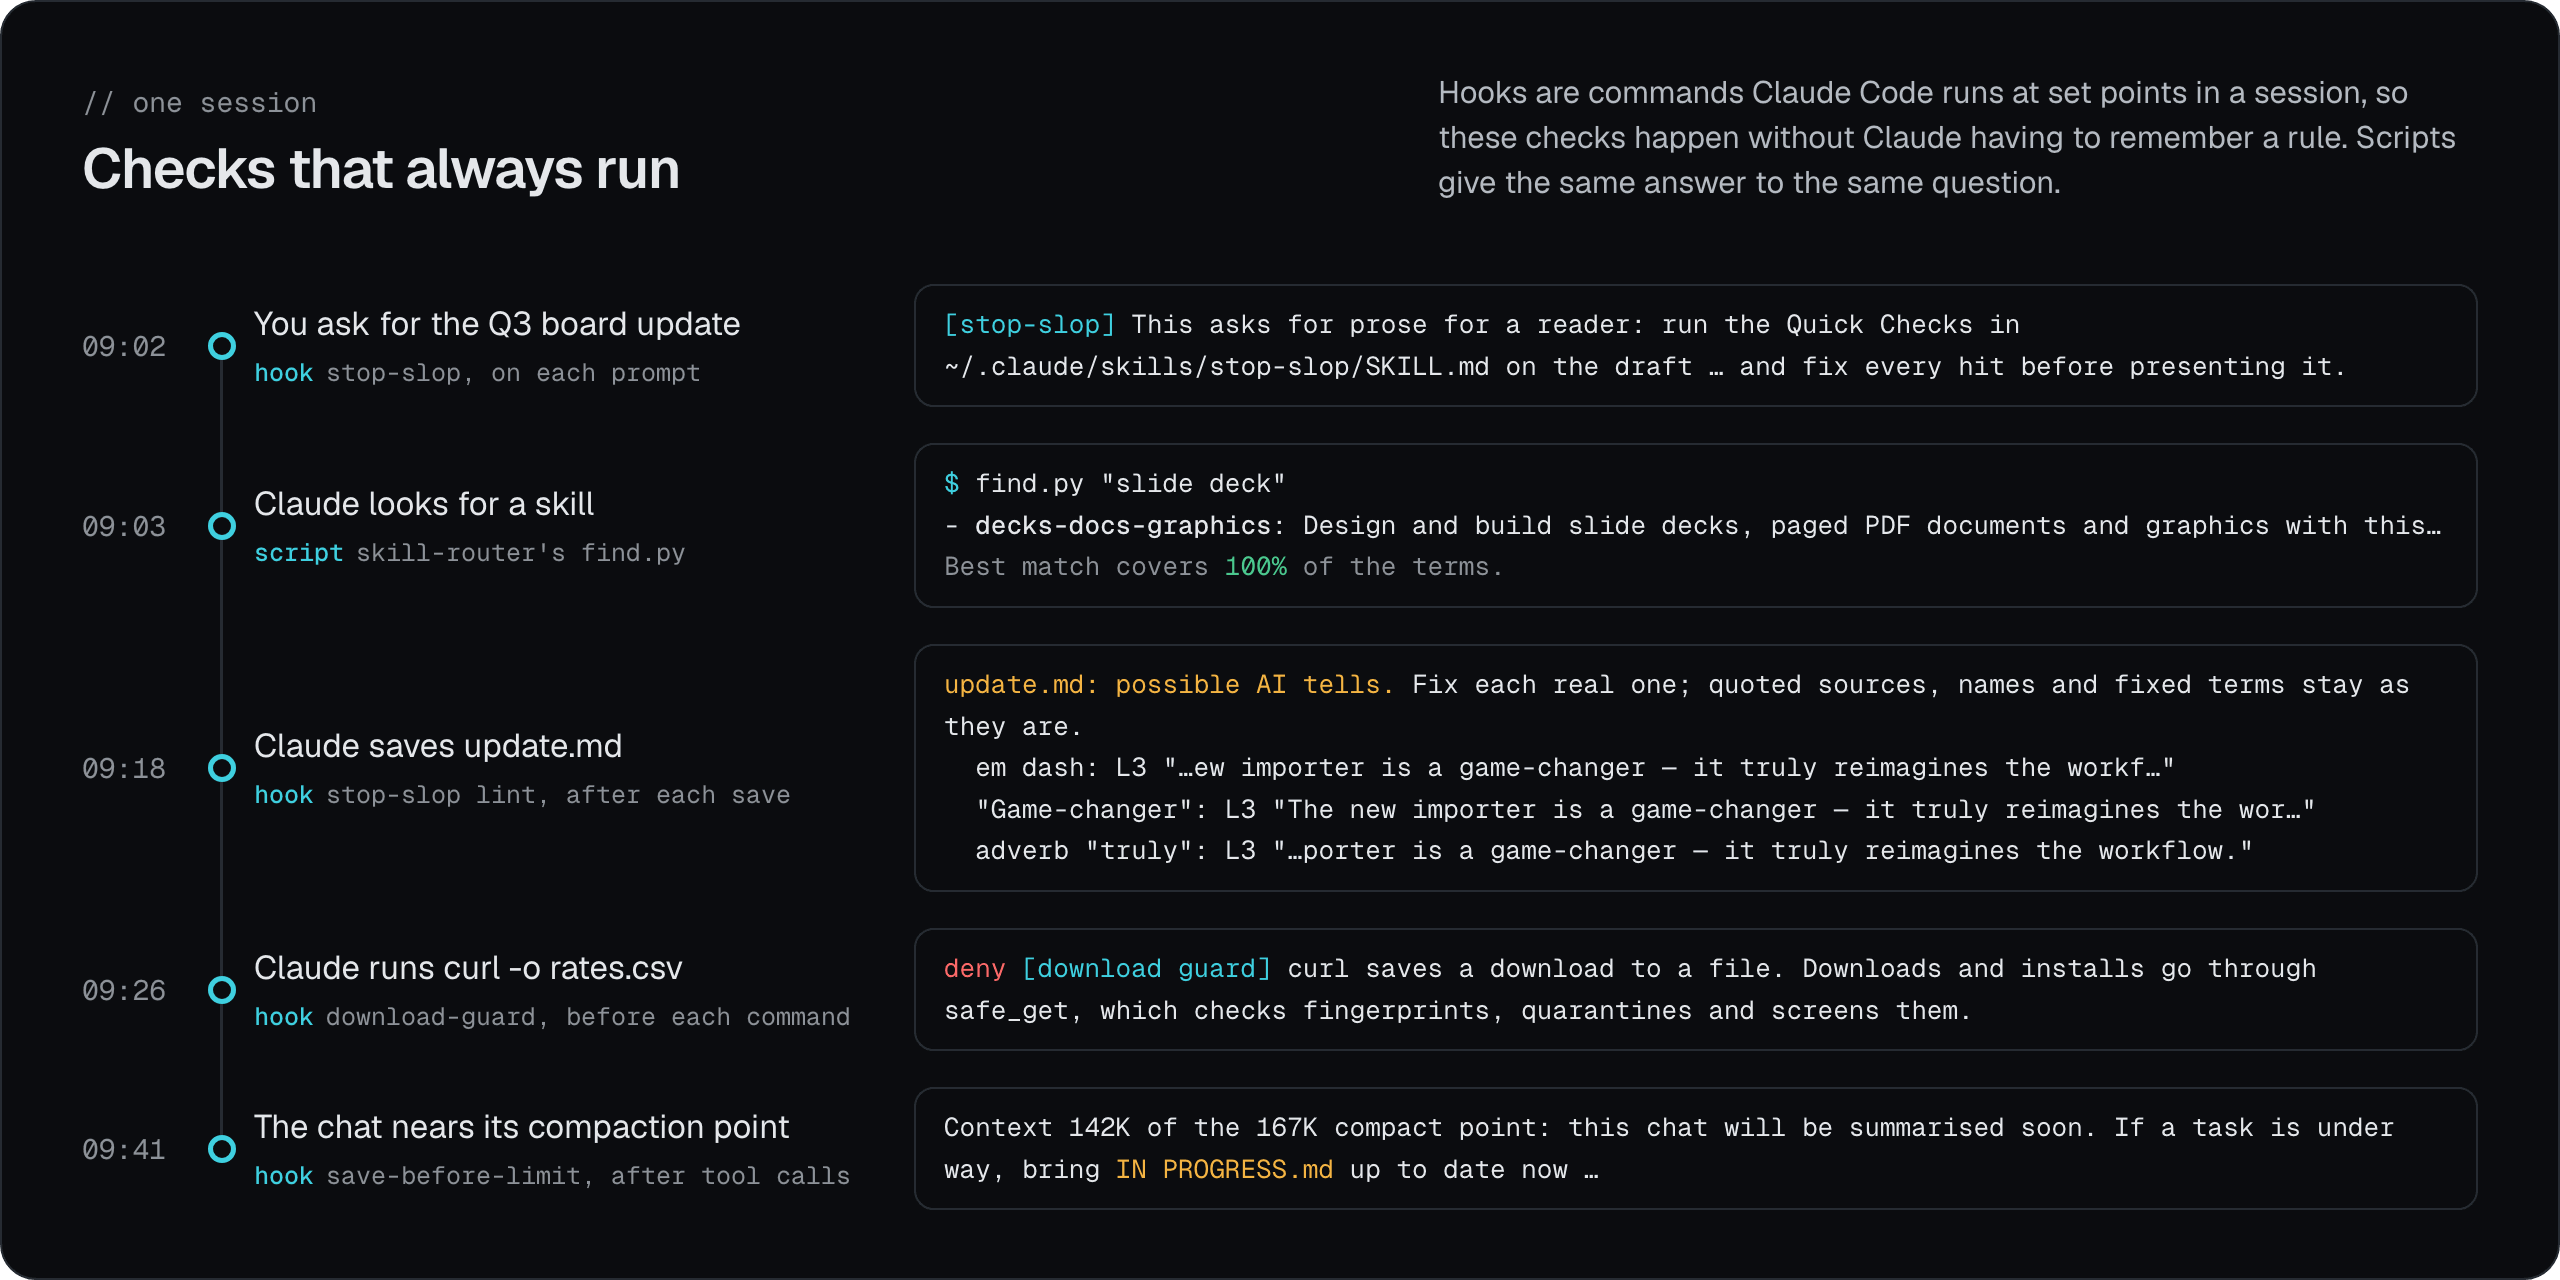 // one session
Checks that always run
Hooks are commands Claude Code runs at set points in a session, so
these checks happen without Claude having to remember a rule. Scripts
give the same answer to the same question.
09:02
You ask for the Q3 board update
hook stop-slop, on each prompt
[stop-slop] This asks for prose for a reader: run the Quick Checks in
~/.claude/skills/stop-slop/SKILL.md on the draft … and fix every hit before presenting it.
09:03
Claude looks for a skill
script skill-router's find.py
$ find.py "slide deck"
- decks-docs-graphics: Design and build slide decks, paged PDF documents and graphics with this…
Best match covers 100% of the terms.
09:18
Claude saves update.md
hook stop-slop lint, after each save
update.md: possible AI tells. Fix each real one; quoted sources, names and fixed terms stay as
they are.
em dash: L3 "…ew importer is a game-changer — it truly reimagines the workf…"
"Game-changer": L3 "The new importer is a game-changer — it truly reimagines the wor…"
adverb "truly": L3 "…porter is a game-changer — it truly reimagines the workflow."
09:26
Claude runs curl -o rates.csv
hook download-guard, before each command
deny [download guard] curl saves a download to a file. Downloads and installs go through
safe_get, which checks fingerprints, quarantines and screens them.
09:41
The chat nears its compaction point
hook save-before-limit, after tool calls
Context 142K of the 167K compact point: this chat will be summarised soon. If a task is under
way, bring IN PROGRESS.md up to date now …